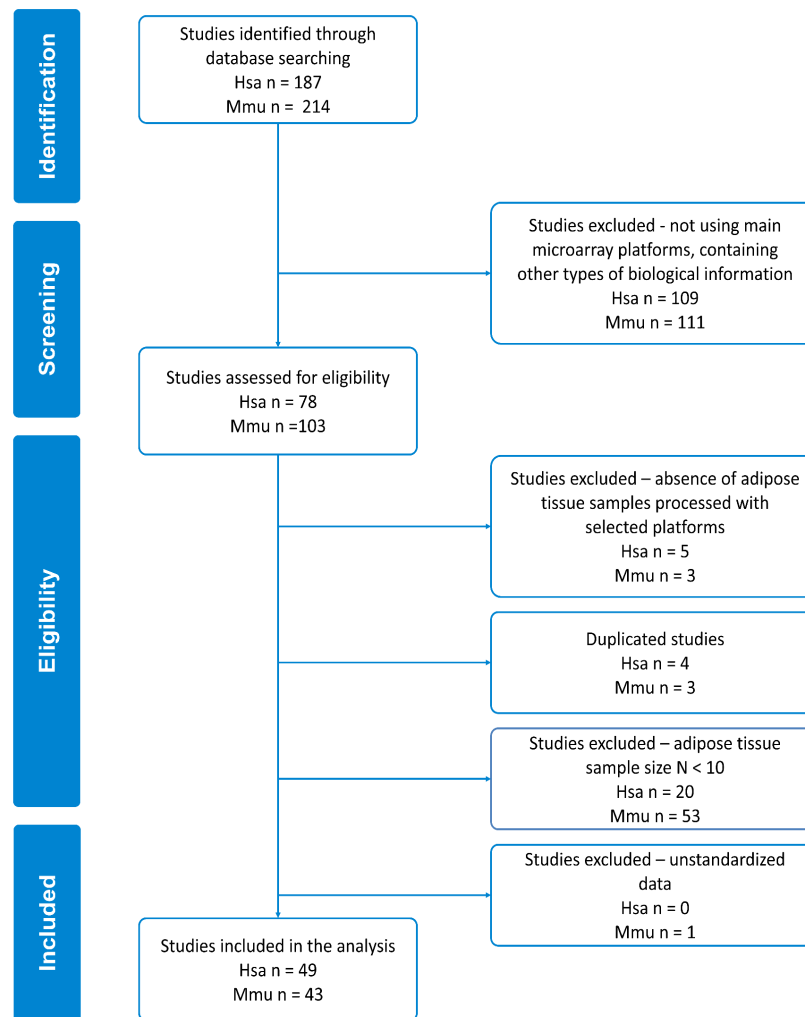 Identification
Studies identified through
database searching
Hsa n = 187
Mmu n = 214
Studies excluded - not using main
microarray platforms, containing
other types of biological information
Hsa n = 109
Mmu n = 111
Screening
Studies assessed for eligibility
Hsa n = 78
Mmu n =103
Eligibility
Studies excluded – absence of adipose
tissue samples processed with
selected platforms
Hsa n = 5
Mmu n = 3
Duplicated studies
Hsa n = 4
Mmu n = 3
Studies excluded – adipose tissue
sample size N < 10
Hsa n = 20
Mmu n = 53
Studies excluded – unstandardized
data
Hsa n = 0
Mmu n = 1
Included
Studies included in the analysis
Hsa n = 49
Mmu n = 43